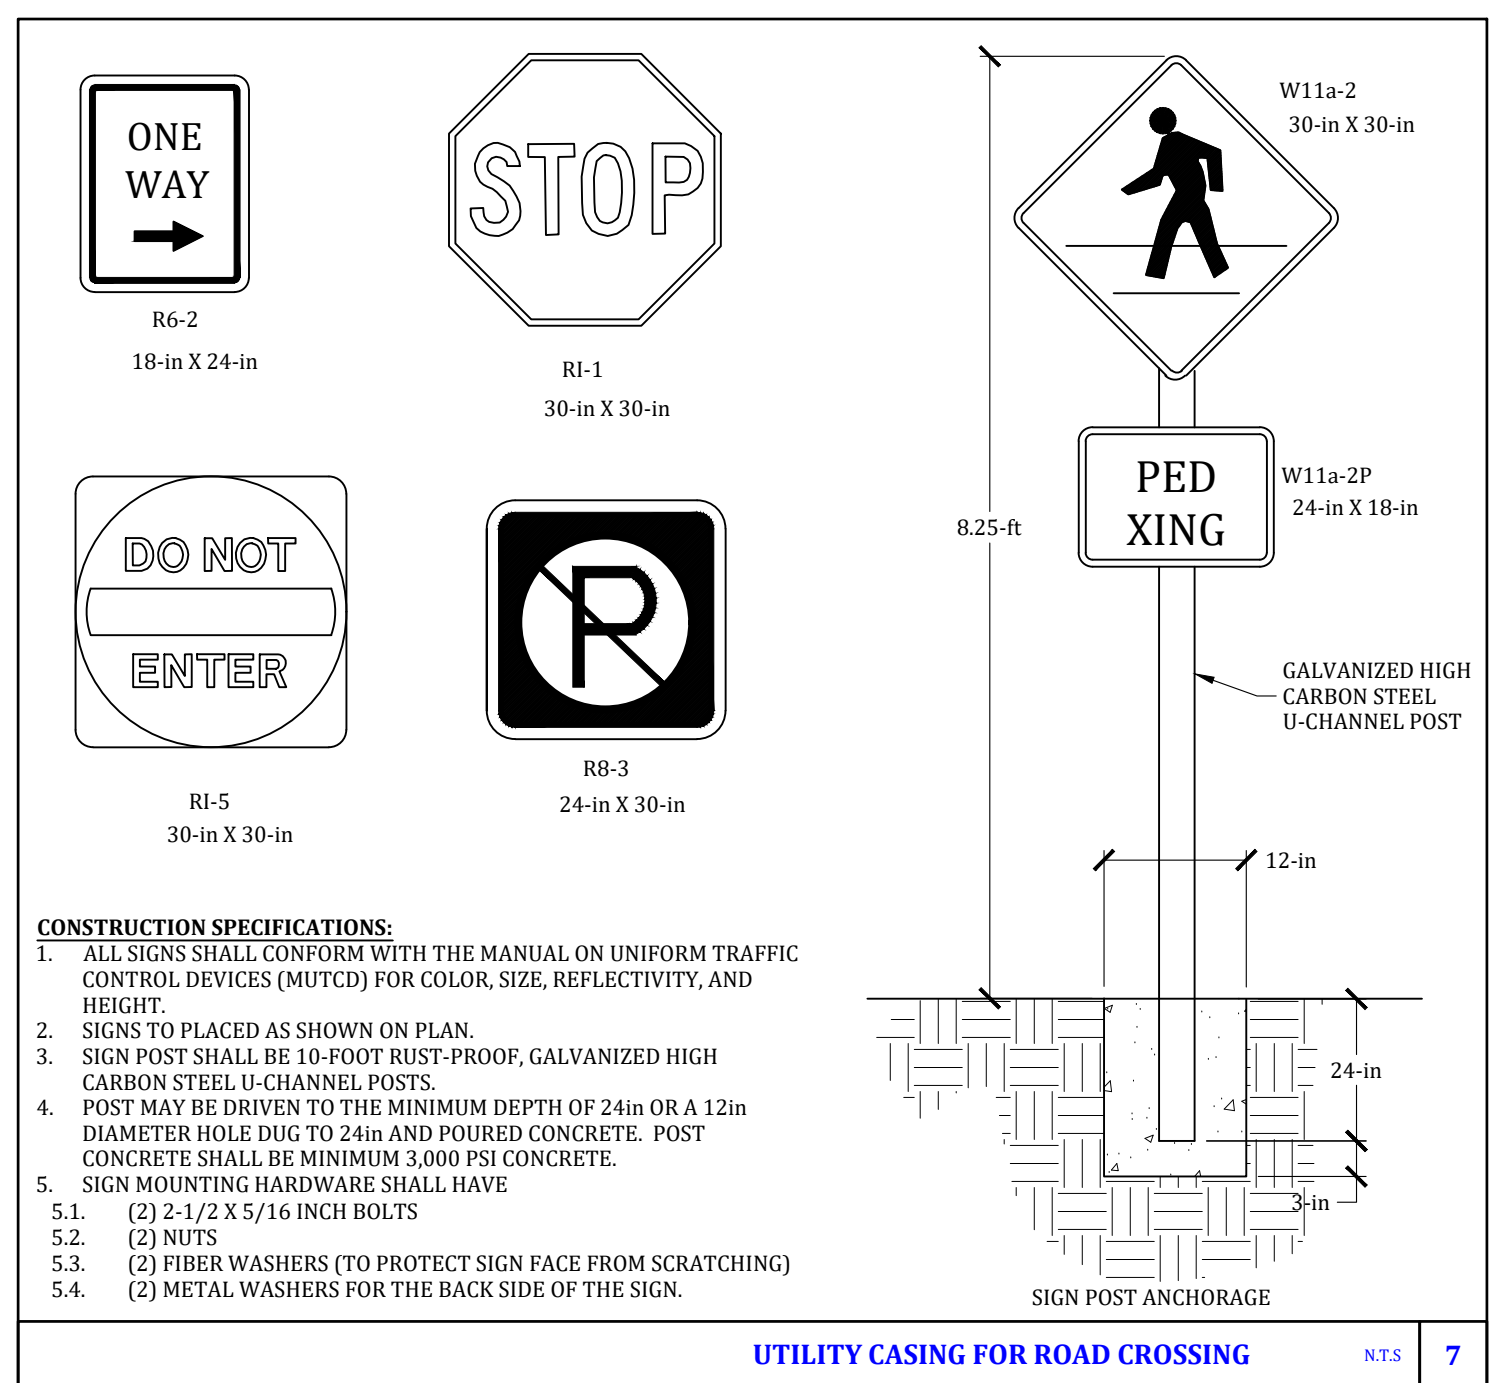 ONE
WAY
R6-2
18-in X 24-in
STOP
RI-1
30-in X 30-in
W11a-2
30-in X 30-in
PED
XING
W11a-2P
24-in X 18-in
8.25-ft
DO NOT
ENTER
RI-5
30-in X 30-in
P
R8-3
24-in X 30-in
GALVANIZED HIGH
CARBON STEEL
U-CHANNEL POST
12-in
24-in
3-in
SIGN POST ANCHORAGE
CONSTRUCTION SPECIFICATIONS:
1. ALL SIGNS SHALL CONFORM WITH THE MANUAL ON UNIFORM TRAFFIC
CONTROL DEVICES (MUTCD) FOR COLOR, SIZE, REFLECTIVITY, AND
HEIGHT.
2. SIGNS TO PLACED AS SHOWN ON PLAN.
3. SIGN POST SHALL BE 10-FOOT RUST-PROOF, GALVANIZED HIGH
CARBON STEEL U-CHANNEL POSTS.
4. POST MAY BE DRIVEN TO THE MINIMUM DEPTH OF 24in OR A 12in
DIAMETER HOLE DUG TO 24in AND POURED CONCRETE. POST
CONCRETE SHALL BE MINIMUM 3,000 PSI CONCRETE.
5. SIGN MOUNTING HARDWARE SHALL HAVE
5.1. (2) 2-1/2 X 5/16 INCH BOLTS
5.2. (2) NUTS
5.3. (2) FIBER WASHERS (TO PROTECT SIGN FACE FROM SCRATCHING)
5.4. (2) METAL WASHERS FOR THE BACK SIDE OF THE SIGN.
UTILITY CASING FOR ROAD CROSSING
N.T.S
7